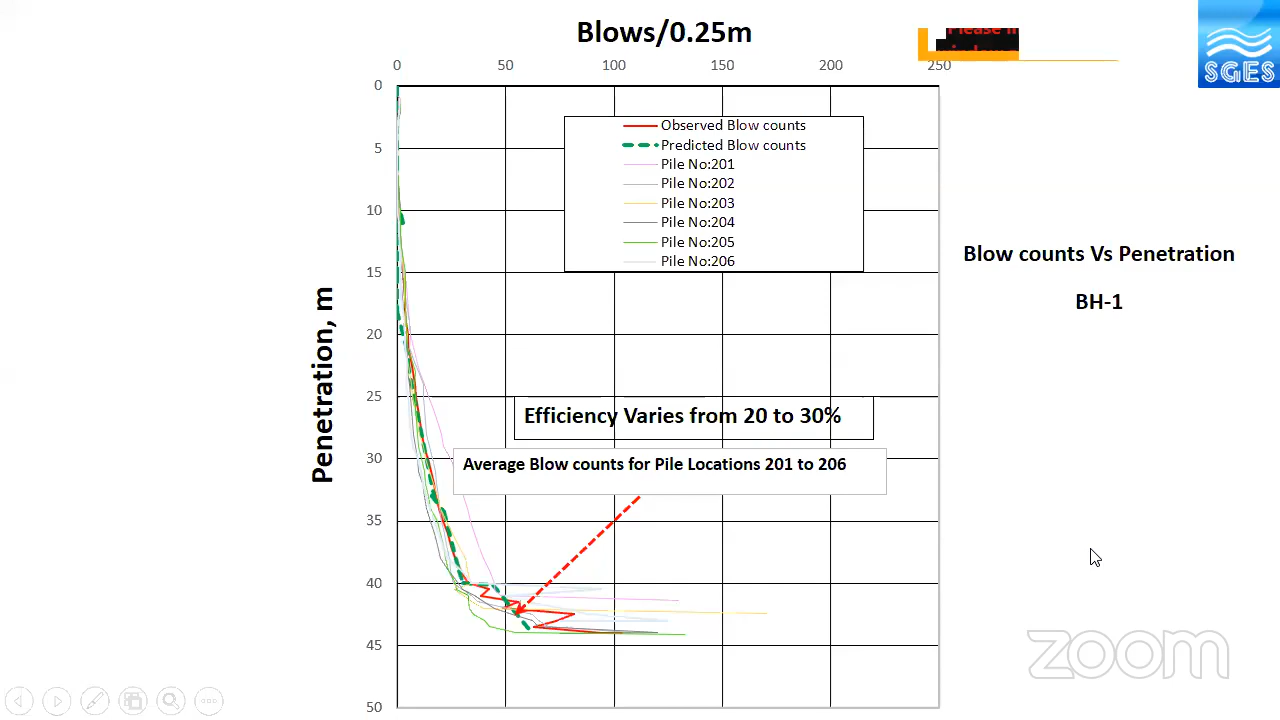 Blows/0.25m
Please
SGES
0 50 100 150 200 250
0
5
10
15
20
25
30
35
40
45
50
Penetration, m
Observed Blow counts
Predicted Blow counts
Pile No:201
Pile No:202
Pile No:203
Pile No:204
Pile No:205
Pile No:206
Blow counts Vs Penetration
BH-1
Efficiency Varies from 20 to 30%
Average Blow counts for Pile Locations 201 to 206
zoom